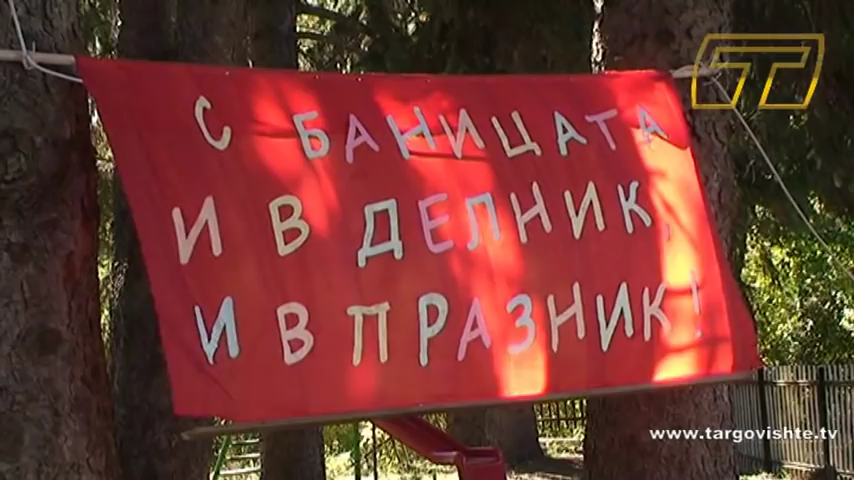 С БАНИЦАТА
И В ДЕЛНИК,
И В ПРАЗНИК!
www.targovishte.tv